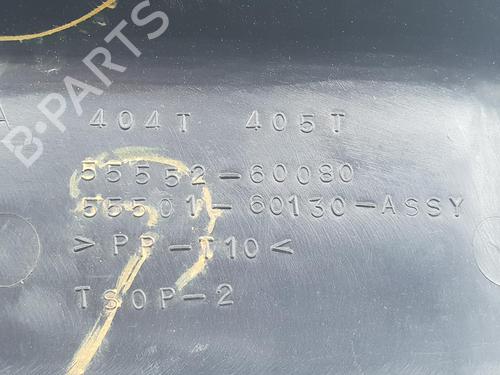 B-PARTS
A 404T 405T
55552-60080
55501-60130-ASSY
>PP-T10<
TSOP-2